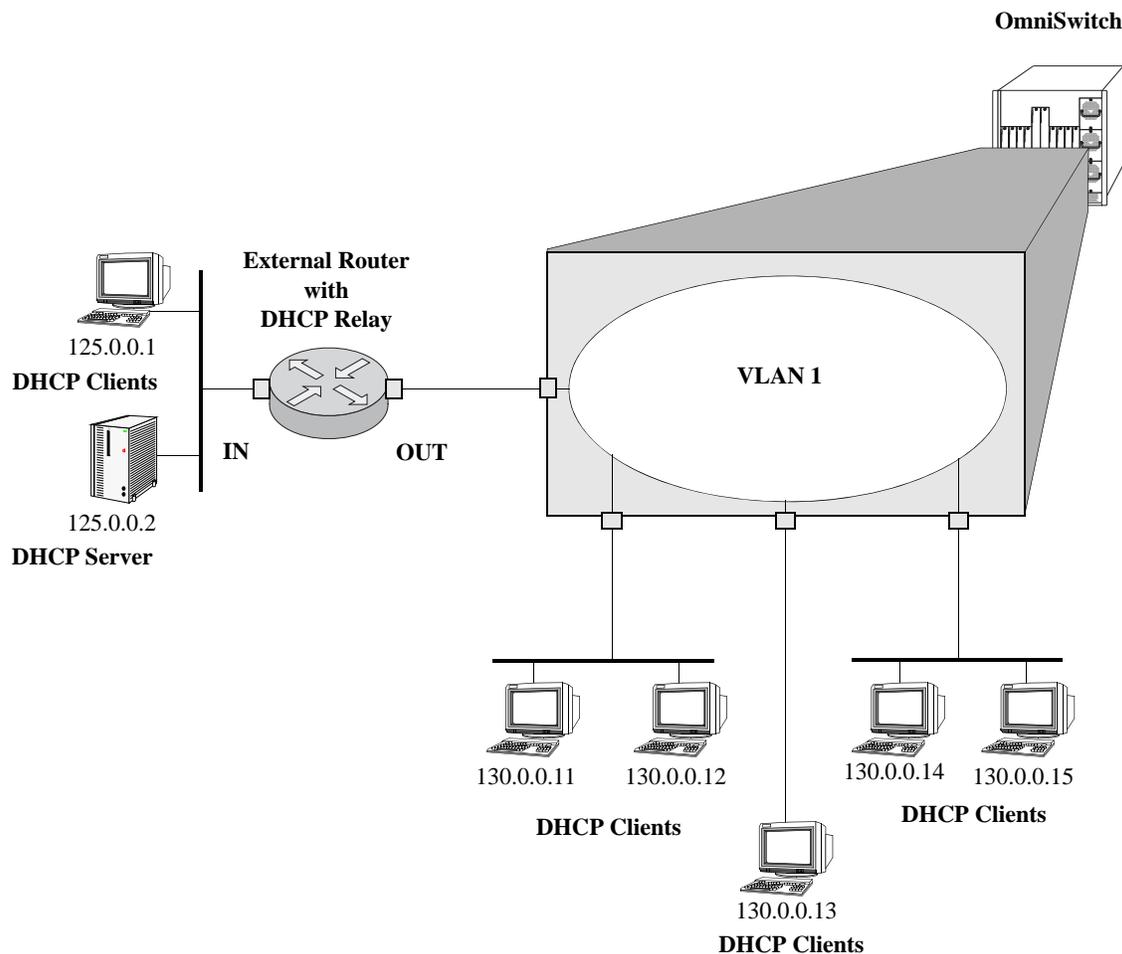 OmniSwitch
External Router
with
DHCP Relay
125.0.0.1
DHCP Clients
VLAN 1
IN
OUT
125.0.0.2
DHCP Server
130.0.0.11
130.0.0.12
130.0.0.14
130.0.0.15
DHCP Clients
DHCP Clients
130.0.0.13
DHCP Clients